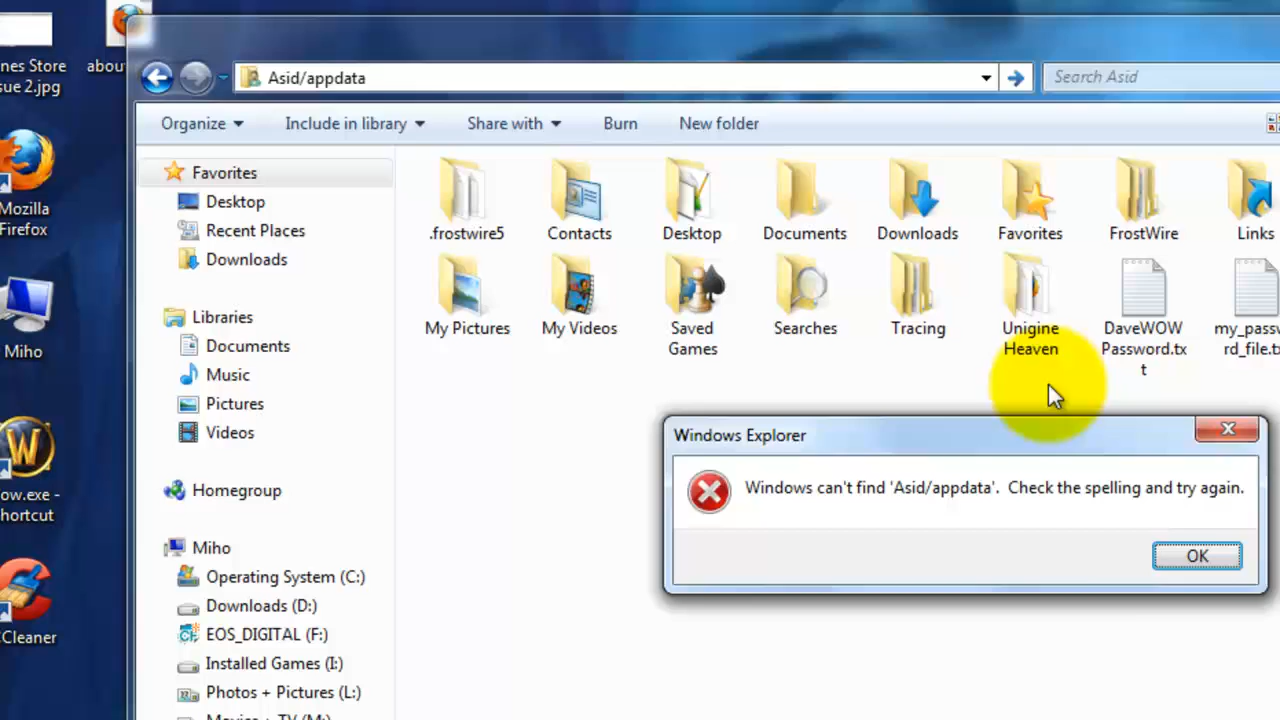 nes Store
sue 2.jpg
abou
Mozilla
Firefox
Miho
W
ow.exe -
hortcut
CCleaner
Asid/appdata
Search Asid
Organize
Include in library
Share with
Burn
New folder
Favorites
Desktop
Recent Places
Downloads
Libraries
Documents
Music
Pictures
Videos
Homegroup
Miho
Operating System (C:)
Downloads (D:)
EOS_DIGITAL (F:)
Installed Games (I:)
Photos + Pictures (L:)
Movies + TV (M:)
.frostwire5
Contacts
Desktop
Documents
Downloads
Favorites
FrostWire
Links
My Pictures
My Videos
Saved
Games
Searches
Tracing
Unigine
Heaven
DaveWOW
Password.tx
t
my_passw
rd_file.tx
Windows Explorer
Windows can't find 'Asid/appdata'. Check the spelling and try again.
OK